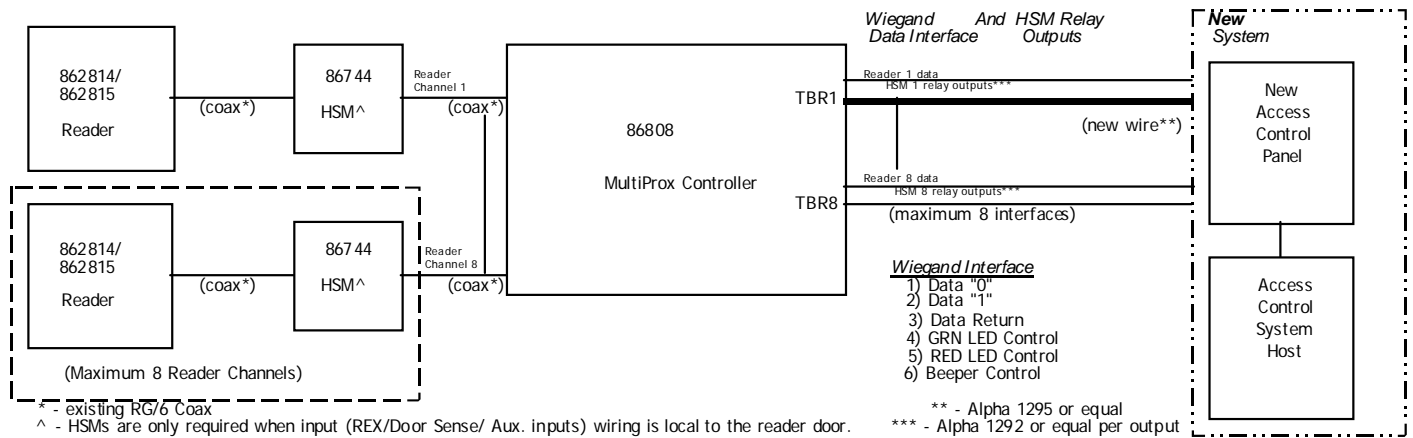 Wiegand And HSM Relay
Data Interface Outputs
New
System
862814/
862815
Reader
(coax*)
86744
HSM^
Reader
Channel 1
(coax*)
86808
MultiProx Controller
TBR1
TBR8
Reader 1 data
HSM 1 relay outputs***
(new wire**)
Reader 8 data
HSM 8 relay outputs***
(maximum 8 interfaces)
New
Access
Control
Panel
862814/
862815
Reader
(coax*)
86744
HSM^
Reader
Channel 8
(coax*)
(Maximum 8 Reader Channels)
Wiegand Interface
1) Data "0"
2) Data "1"
3) Data Return
4) GRN LED Control
5) RED LED Control
6) Beeper Control
Access
Control
System
Host
* - existing RG/6 Coax
^ - HSMs are only required when input (REX/Door Sense/ Aux. inputs) wiring is local to the reader door.
** - Alpha 1295 or equal
*** - Alpha 1292 or equal per output